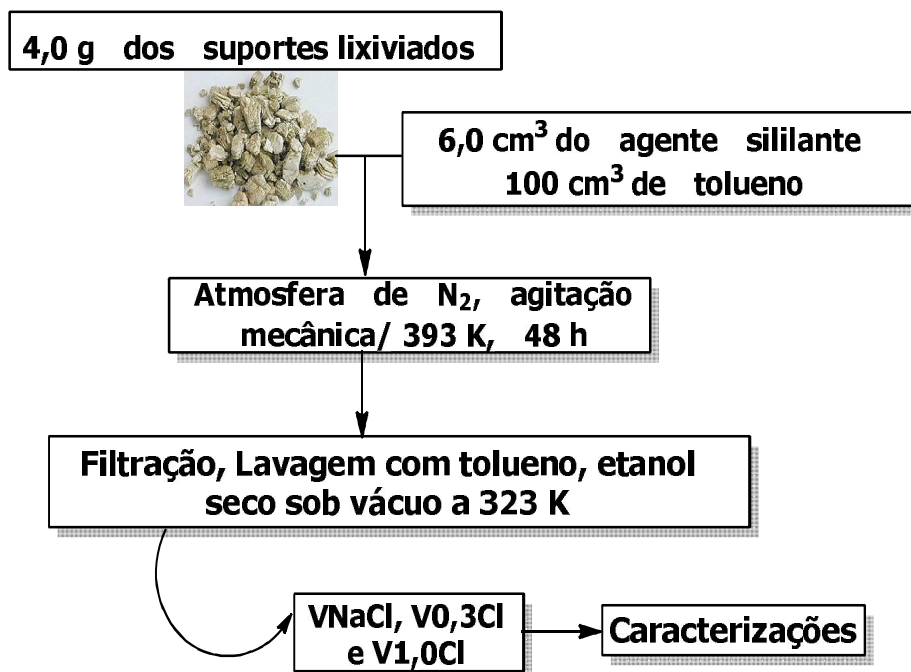 4,0 g dos suportes lixiviados
6,0 cm³ do agente sililante
100 cm³ de tolueno
Atmosfera de N₂, agitação
mecânica/ 393 K, 48 h
Filtração, Lavagem com tolueno, etanol
seco sob vácuo a 323 K
VNaCl, V0,3Cl
e V1,0Cl
Caracterizações